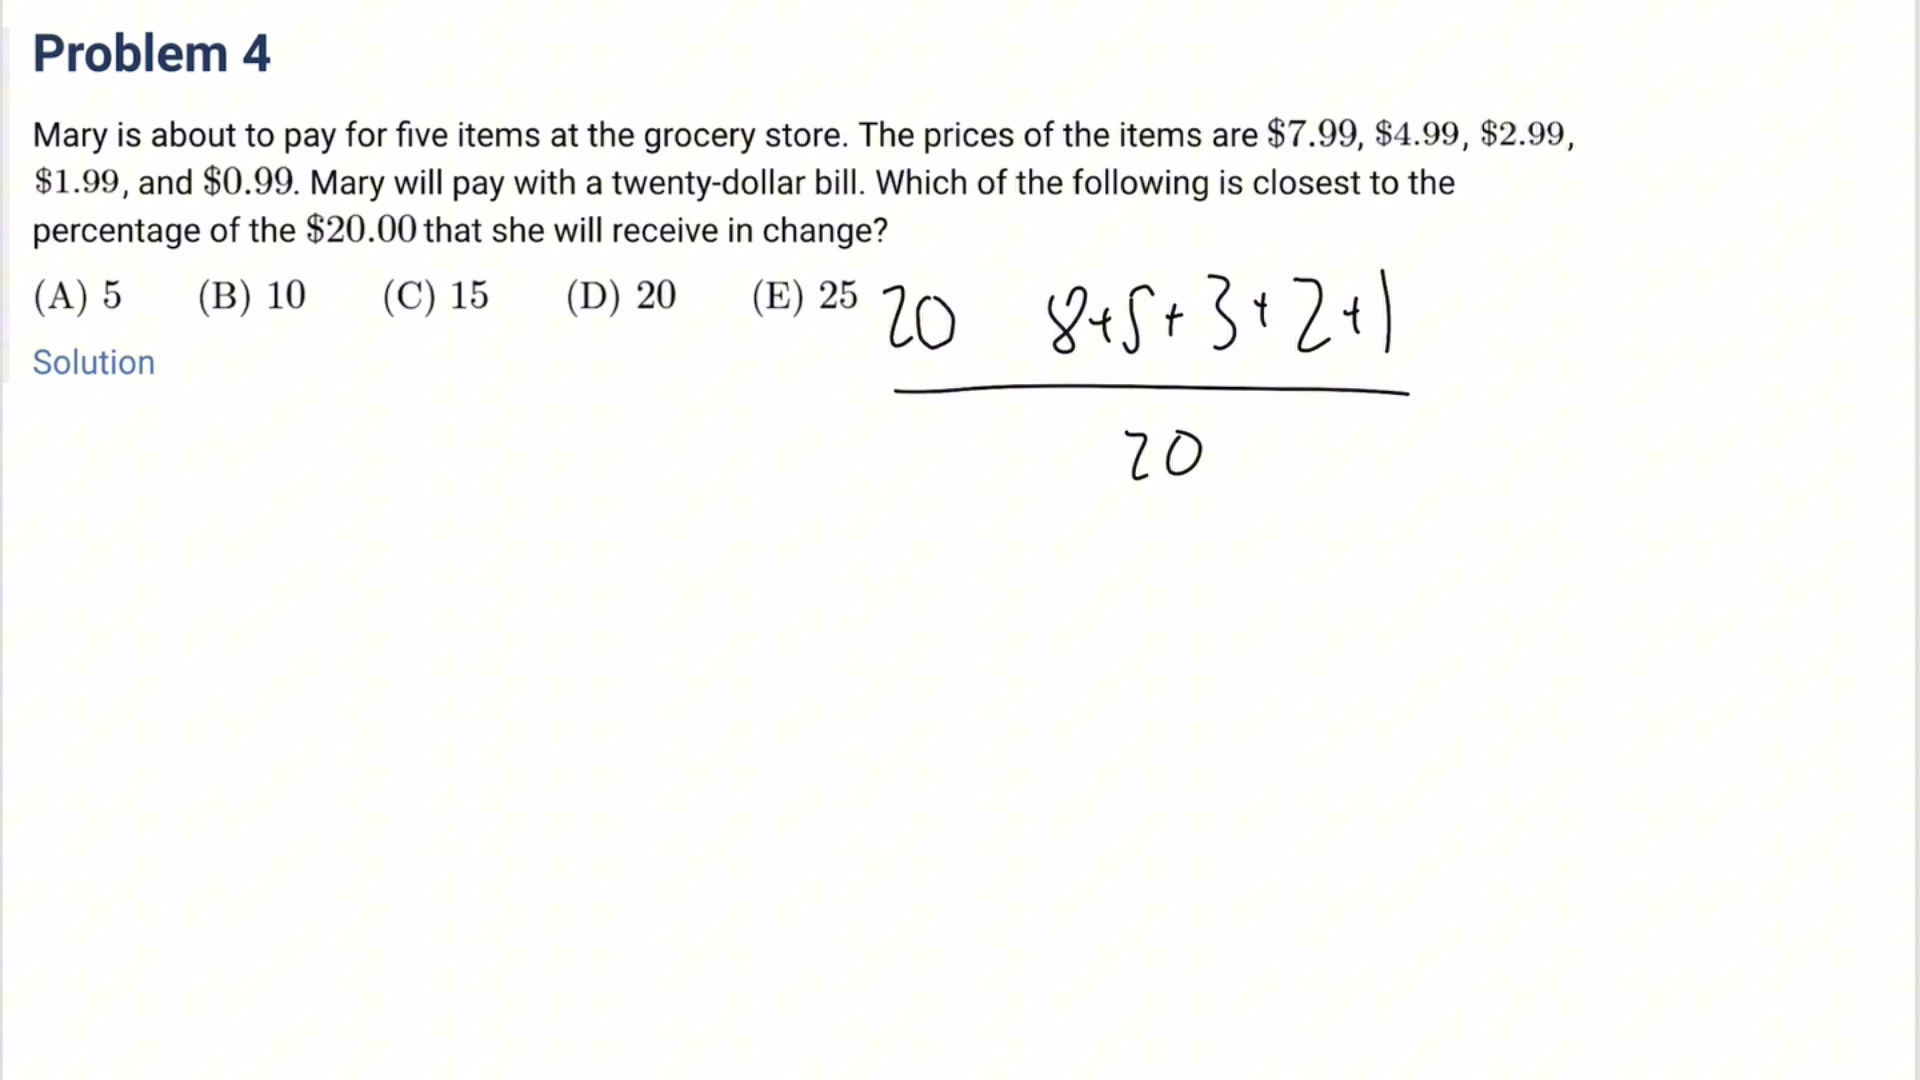 Problem 4
Mary is about to pay for five items at the grocery store. The prices of the items are $7.99, $4.99, $2.99,
$1.99, and $0.99. Mary will pay with a twenty-dollar bill. Which of the following is closest to the
percentage of the $20.00 that she will receive in change?
(A) 5 (B) 10 (C) 15 (D) 20 (E) 25
20 8+5+3+2+1
20
Solution